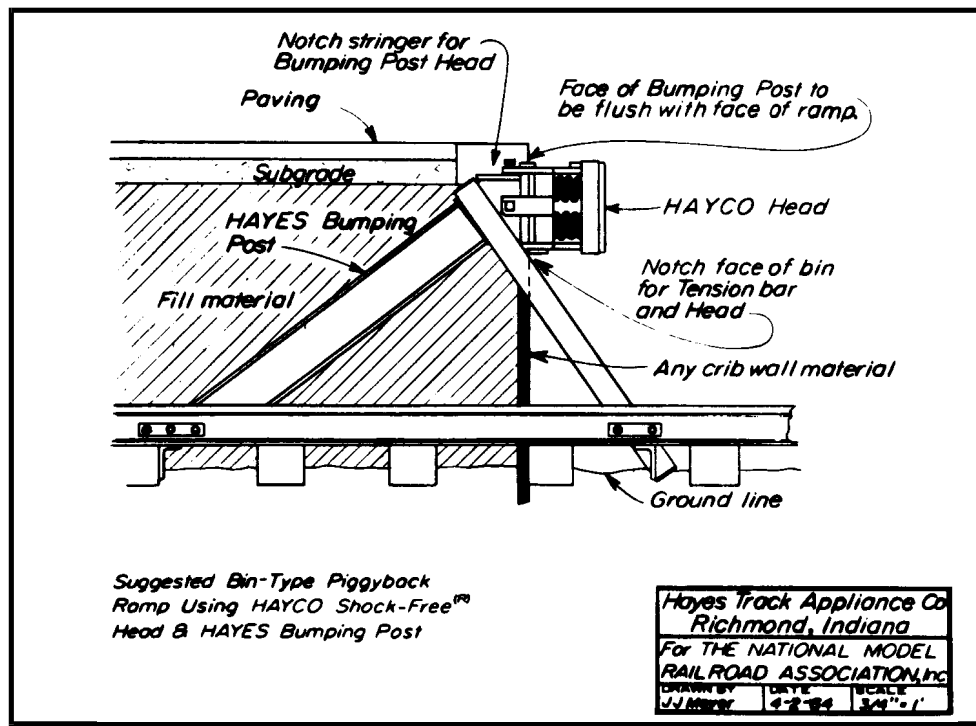 Notch stringer for
Bumping Post Head
Paving
Face of Bumping Post to
be flush with face of ramp.
Subgrade
HAYES Bumping
Post
HAYCO Head
Fill material
Notch face of bin
for Tension bar
and Head
Any crib wall material
Ground line
Suggested Bin-Type Piggyback
Ramp Using HAYCO Shock-Free (R)
Head & HAYES Bumping Post
Hayes Track Appliance Co
Richmond, Indiana
For THE NATIONAL MODEL
RAILROAD ASSOCIATION, Inc
DRAWN BY DATE SCALE
JJ Meyer 4-2-64 3/4" = 1'